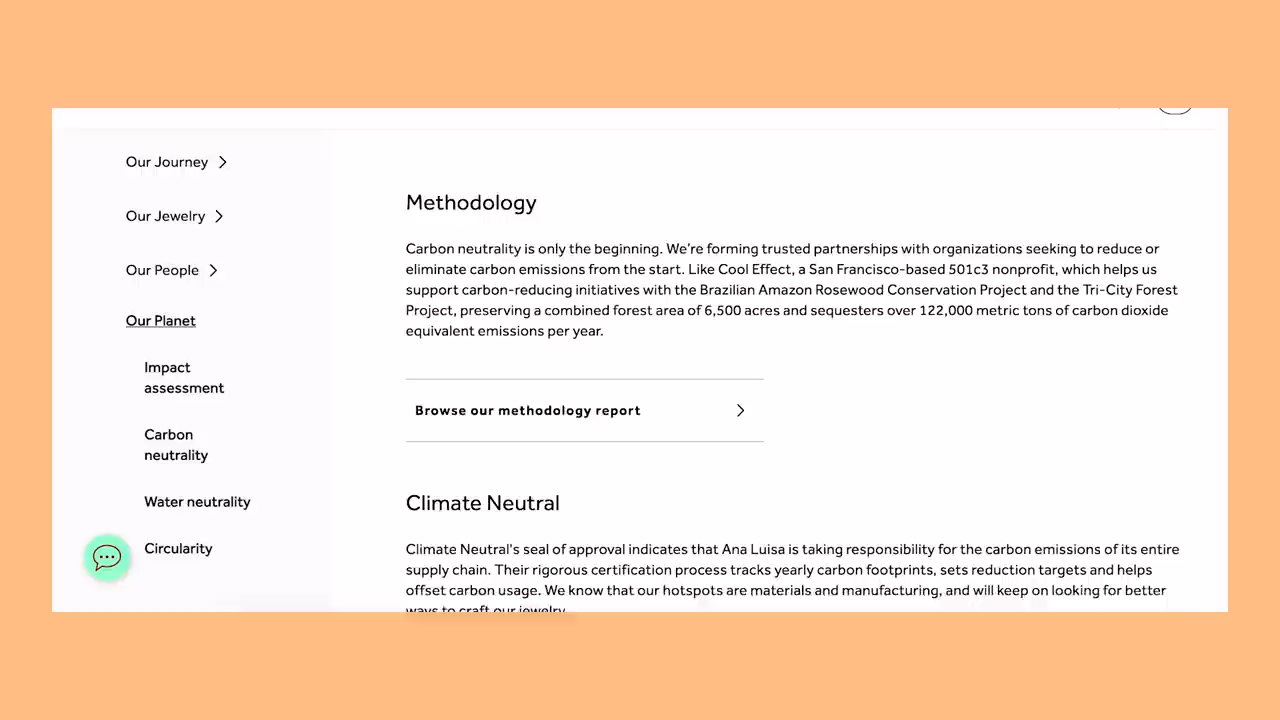 Our Journey
Our Jewelry
Our People
Our Planet
Impact
assessment
Carbon
neutrality
Water neutrality
Circularity
Methodology
Carbon neutrality is only the beginning. We're forming trusted partnerships with organizations seeking to reduce or
eliminate carbon emissions from the start. Like Cool Effect, a San Francisco-based 501c3 nonprofit, which helps us
support carbon-reducing initiatives with the Brazilian Amazon Rosewood Conservation Project and the Tri-City Forest
Project, preserving a combined forest area of 6,500 acres and sequesters over 122,000 metric tons of carbon dioxide
equivalent emissions per year.
Browse our methodology report
Climate Neutral
Climate Neutral's seal of approval indicates that Ana Luisa is taking responsibility for the carbon emissions of its entire
supply chain. Their rigorous certification process tracks yearly carbon footprints, sets reduction targets and helps
offset carbon usage. We know that our hotspots are materials and manufacturing, and will keep on looking for better
ways to craft our jewelry.